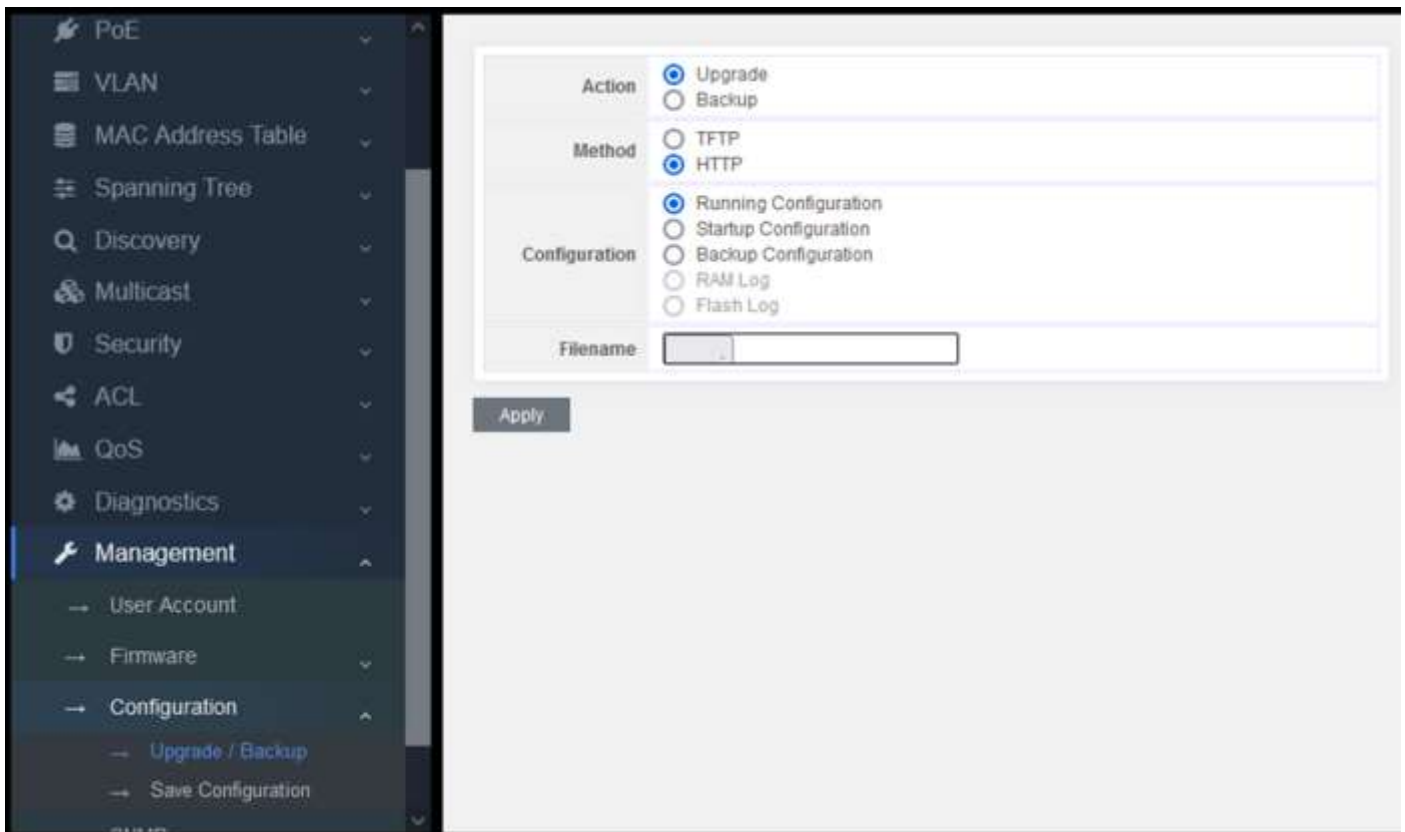 PoE
VLAN
MAC Address Table
Spanning Tree
Discovery
Multicast
Security
ACL
QoS
Diagnostics
Management
User Account
Firmware
Configuration
Upgrade / Backup
Save Configuration
Action
Upgrade
Backup
Method
TFTP
HTTP
Configuration
Running Configuration
Startup Configuration
Backup Configuration
RAM Log
Flash Log
Filename
Apply